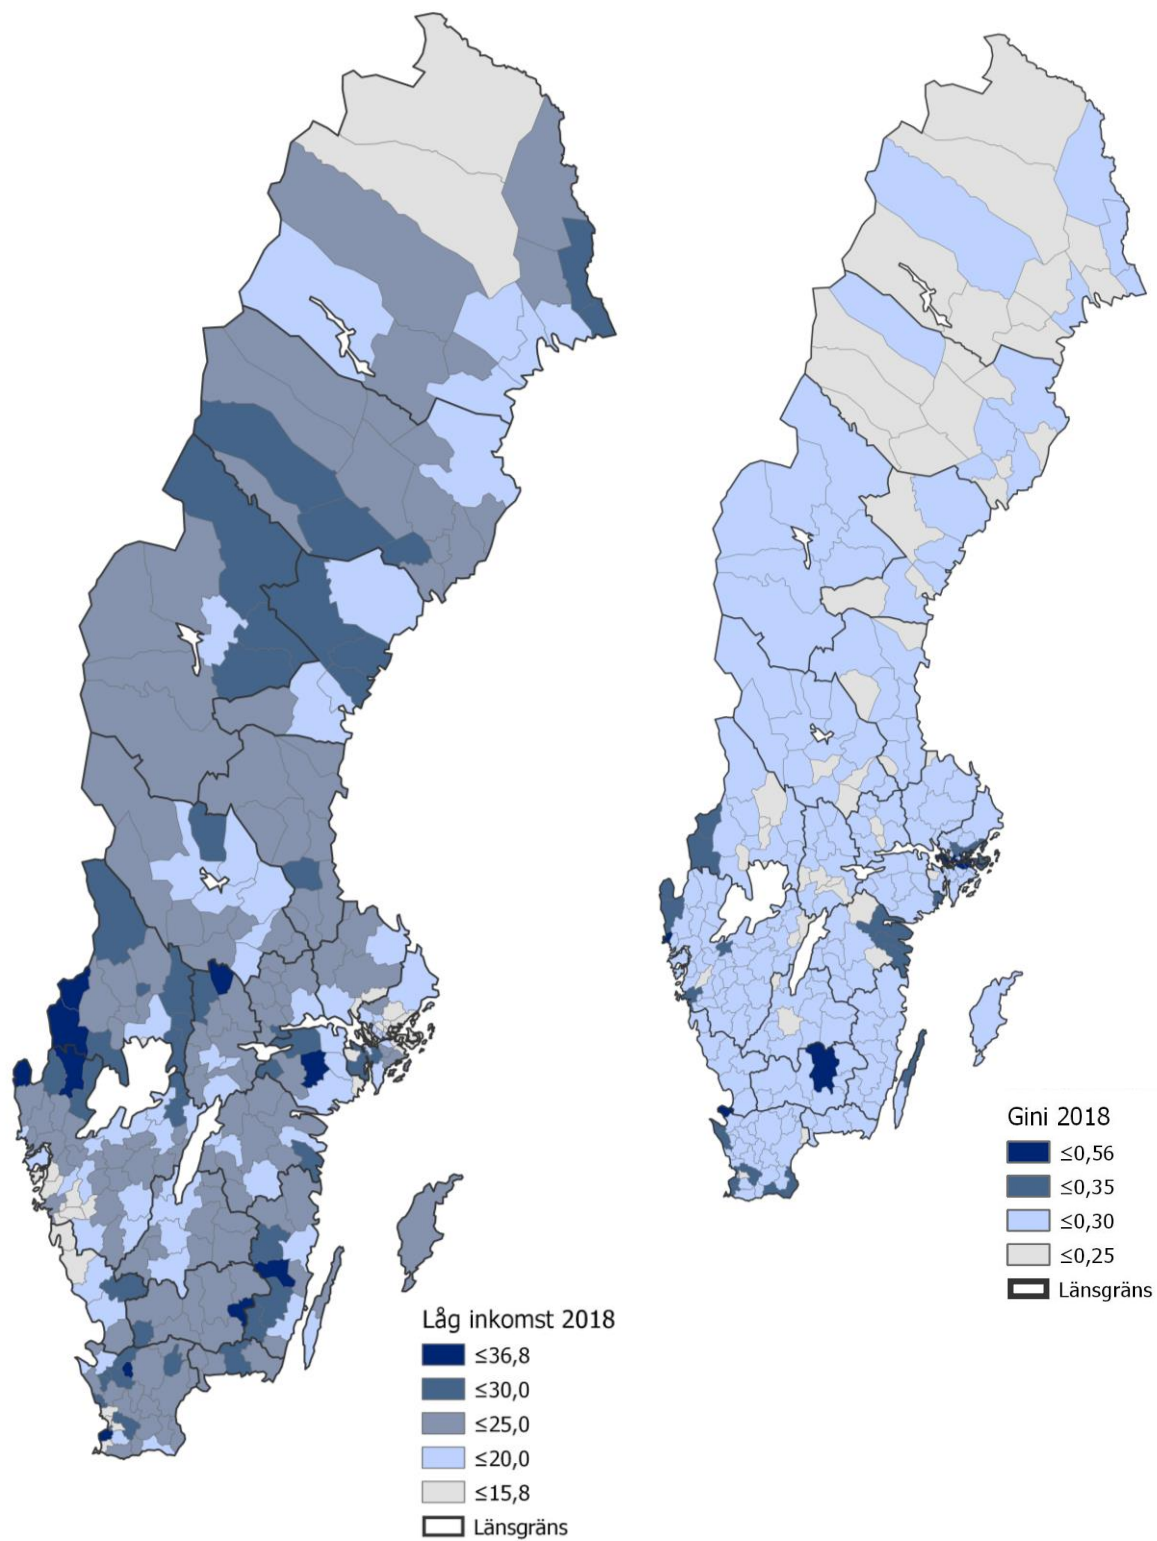 Låg inkomst 2018
≤36,8
≤30,0
≤25,0
≤20,0
≤15,8
Länsgräns
Gini 2018
≤0,56
≤0,35
≤0,30
≤0,25
Länsgräns